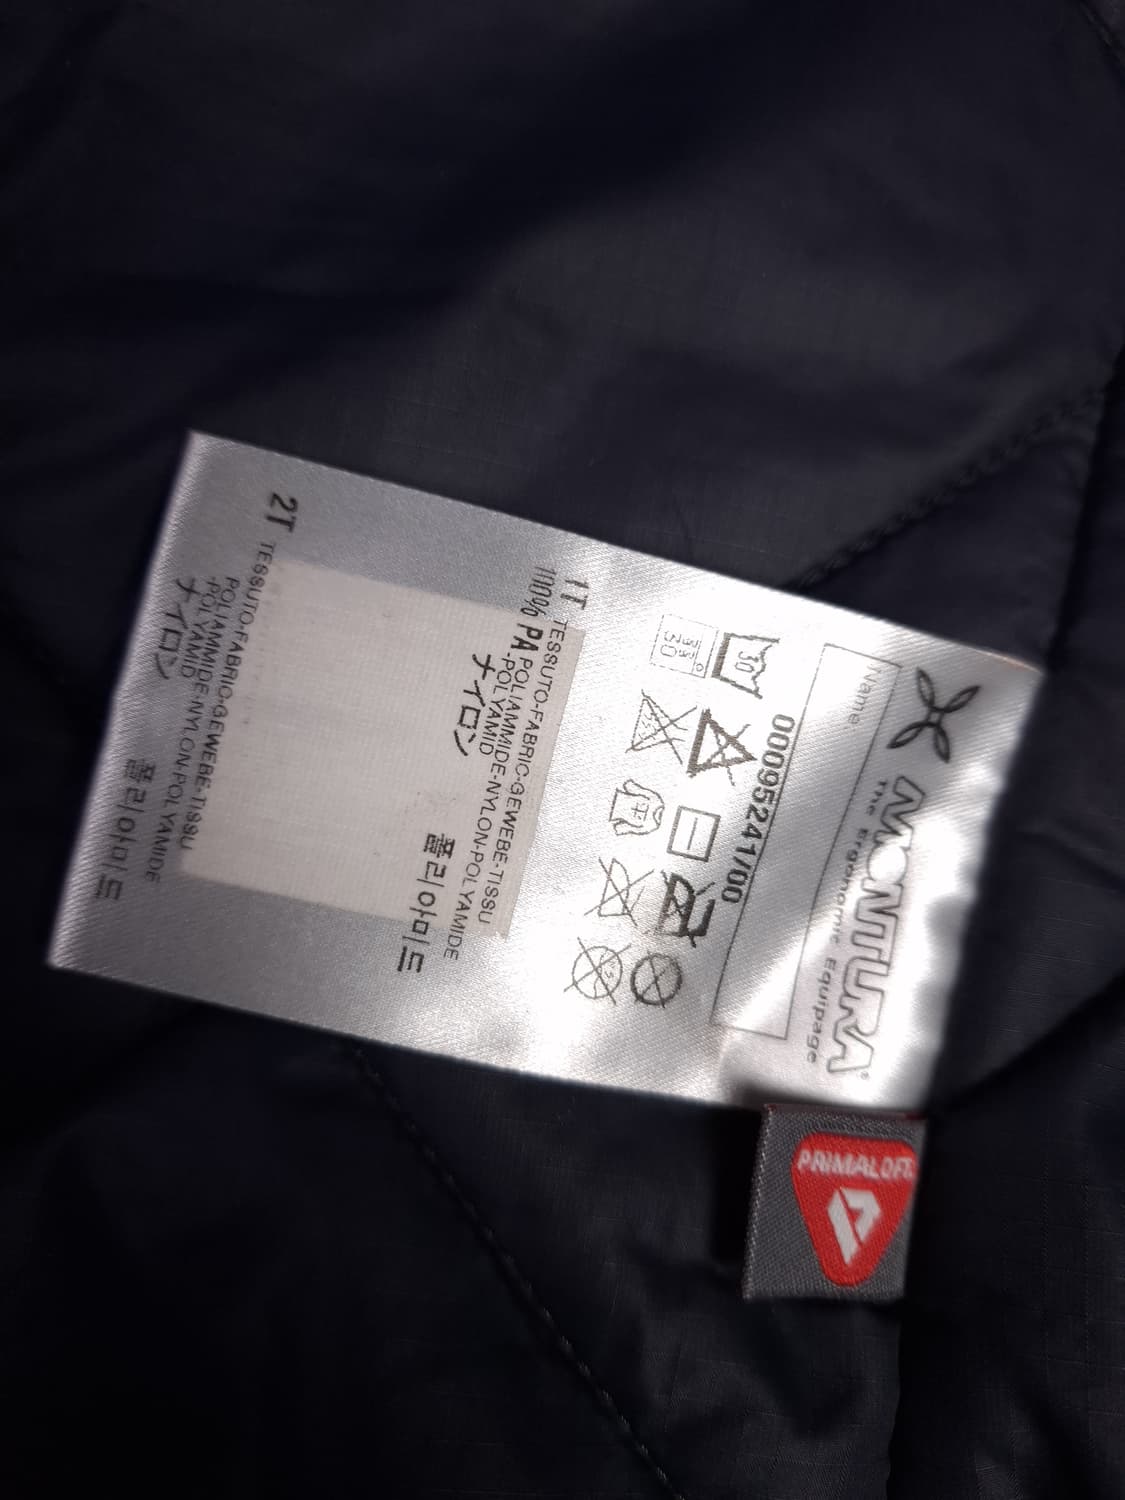 MONTURA®
The Ergonomic Equipage
Name
00095241/00
30
30°
1T TESSUTO-FABRIC-GEWEBE-TISSU
100% PA POLIAMMIDE-NYLON-POLYAMIDE
-POLYAMID
ナイロン 폴리아미드
2T TESSUTO-FABRIC-GEWEBE-TISSU
POLIAMMIDE-NYLON-POLYAMIDE
-POLYAMID
ナイロン 폴리아미드
PRIMALOFT